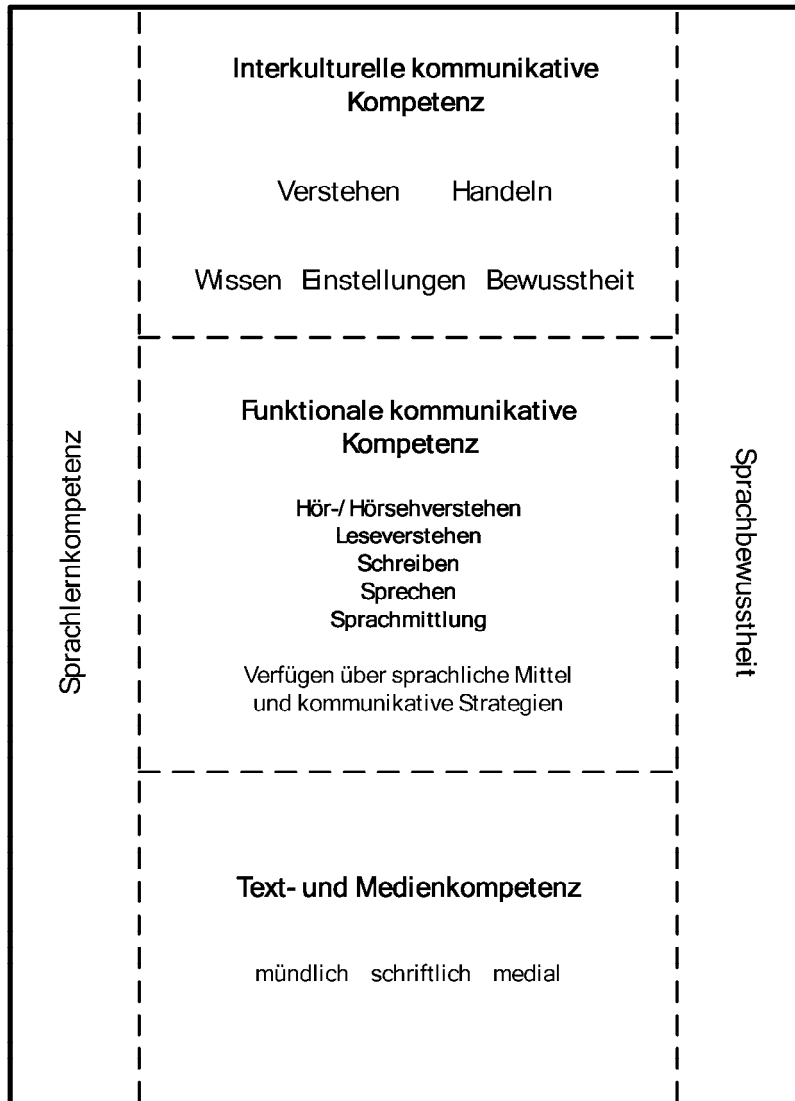 Interkulturelle kommunikative
Kompetenz
Verstehen Handeln
Wissen Einstellungen Bewusstheit
Sprachlernkompetenz
Funktionale kommunikative
Kompetenz
Hör-/ Hörsehverstehen
Leseverstehen
Schreiben
Sprechen
Sprachmittlung
Verfügen über sprachliche Mittel
und kommunikative Strategien
Sprachbewusstheit
Text- und Medienkompetenz
mündlich schriftlich medial